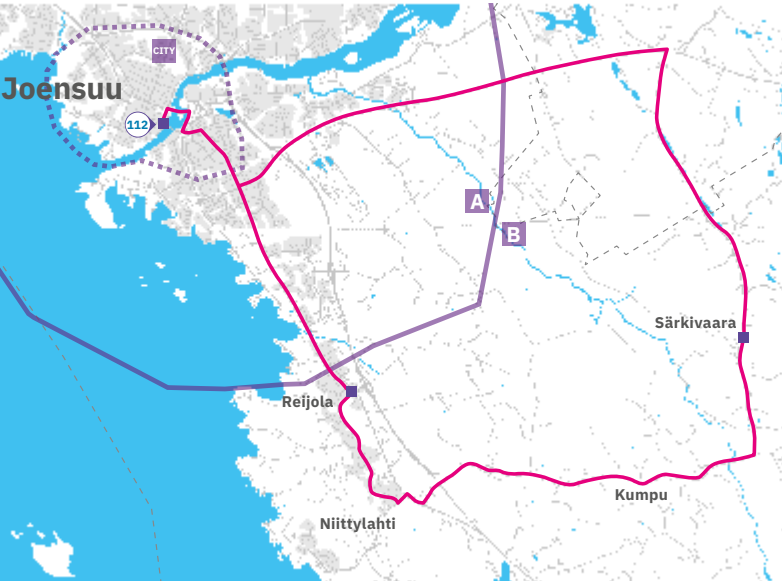 CITY
Joensuu
112
A
B
Särkivaara
Reijola
Kumpu
Niittylahti